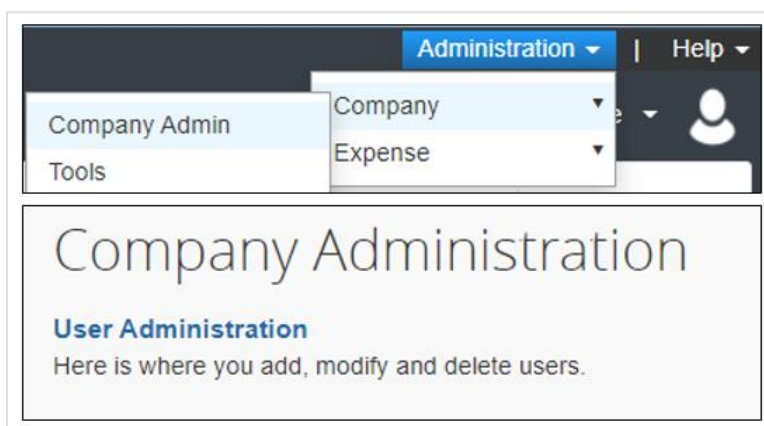 Administration | Help
Company
Company Admin
Expense
Tools
Company Administration
User Administration
Here is where you add, modify and delete users.